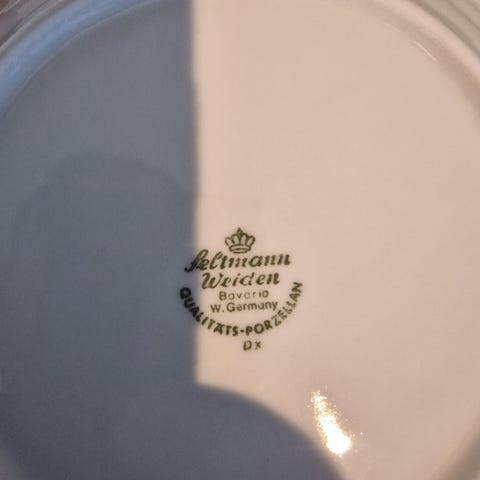 Seltmann
Weiden
Bavaria
W. Germany
QUALITÄTS-PORZELLAN
Dx